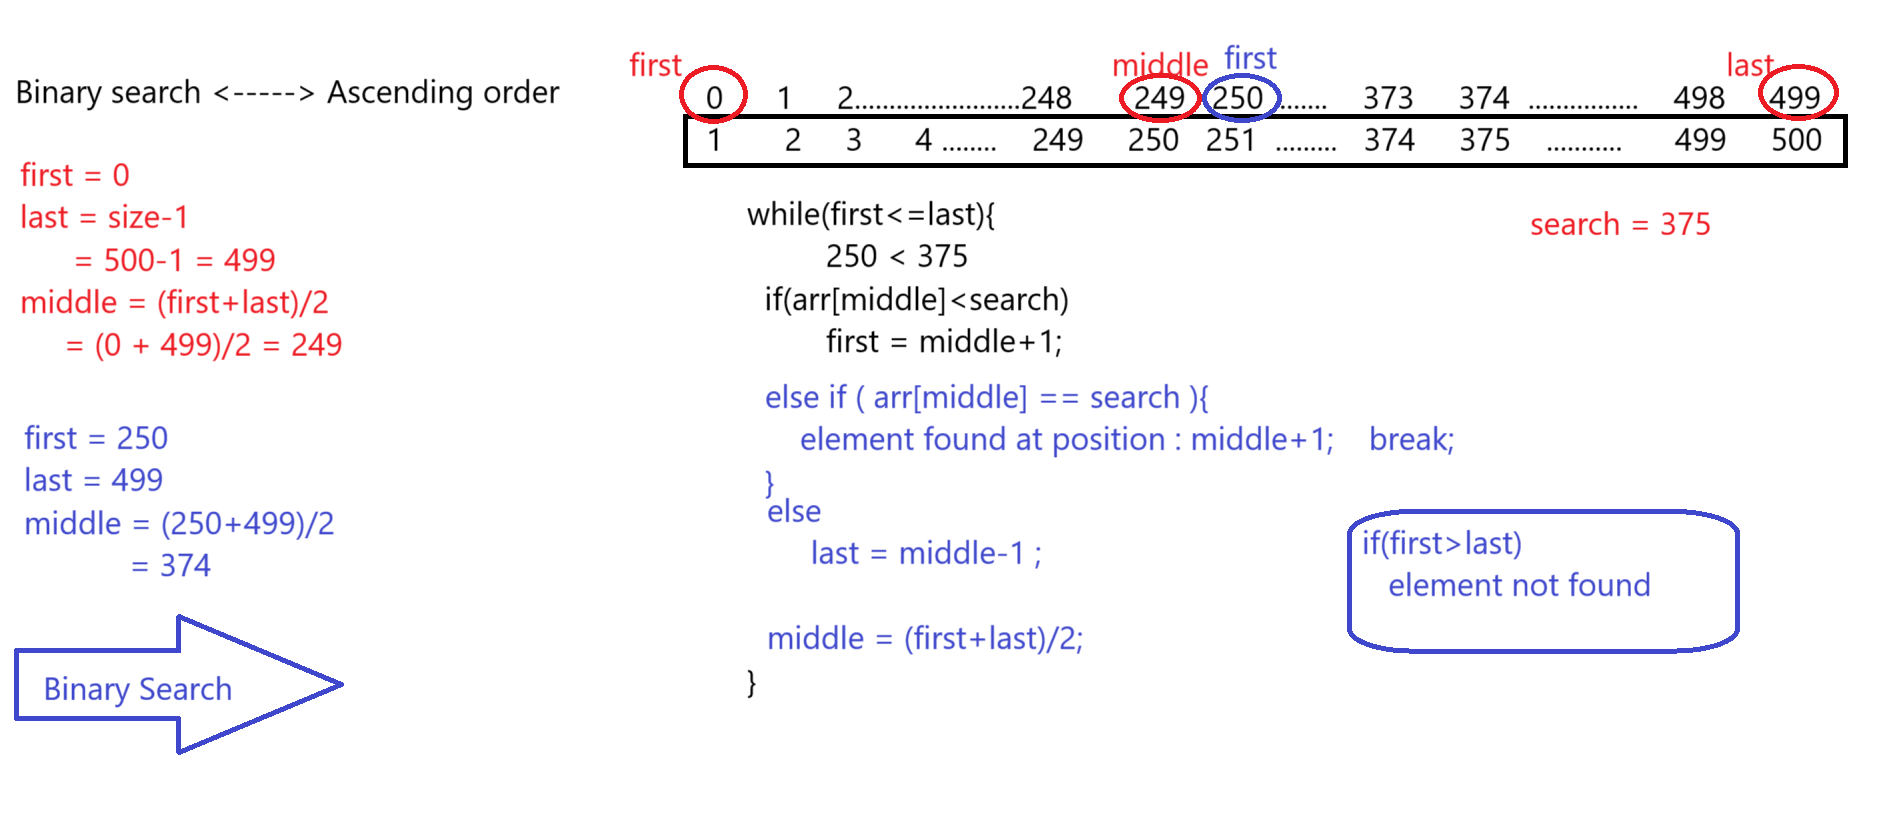 first middle first last
Binary search <-----> Ascending order
0 1 2........................248 249 250 ....... 373 374 ................ 498 499
1 2 3 4 ........ 249 250 251 ......... 374 375 ........... 499 500
first = 0
last = size-1
= 500-1 = 499
middle = (first+last)/2
= (0 + 499)/2 = 249
first = 250
last = 499
middle = (250+499)/2
= 374
Binary Search
while(first<=last){
250 < 375
if(arr[middle]<search)
first = middle+1;
else if ( arr[middle] == search ){
element found at position : middle+1; break;
}
else
last = middle-1 ;
middle = (first+last)/2;
}
search = 375
if(first>last)
element not found